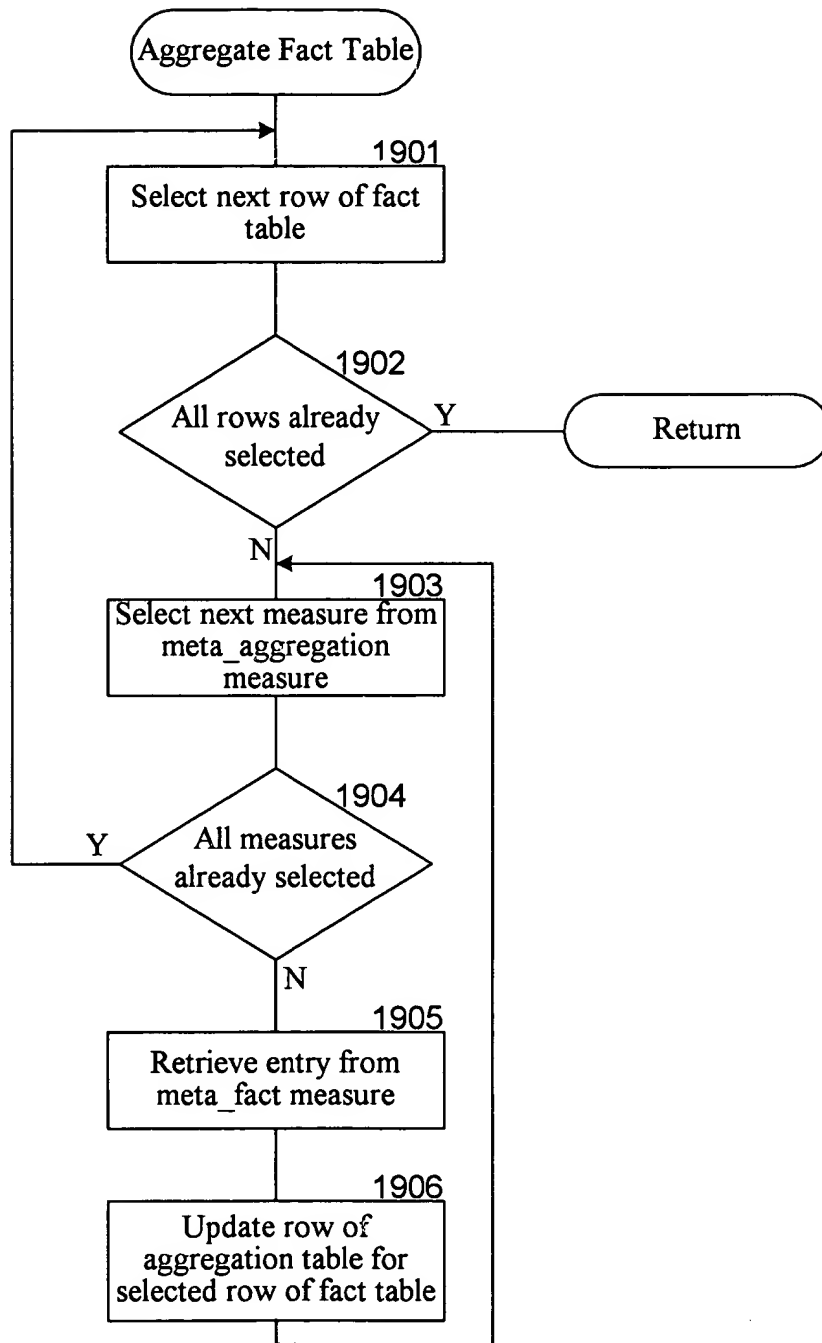 Aggregate Fact Table
1901
Select next row of fact
table
1902
All rows already
selected
Y
Return
N
1903
Select next measure from
meta_aggregation
measure
1904
All measures
already selected
Y
N
1905
Retrieve entry from
meta_fact measure
1906
Update row of
aggregation table for
selected row of fact table